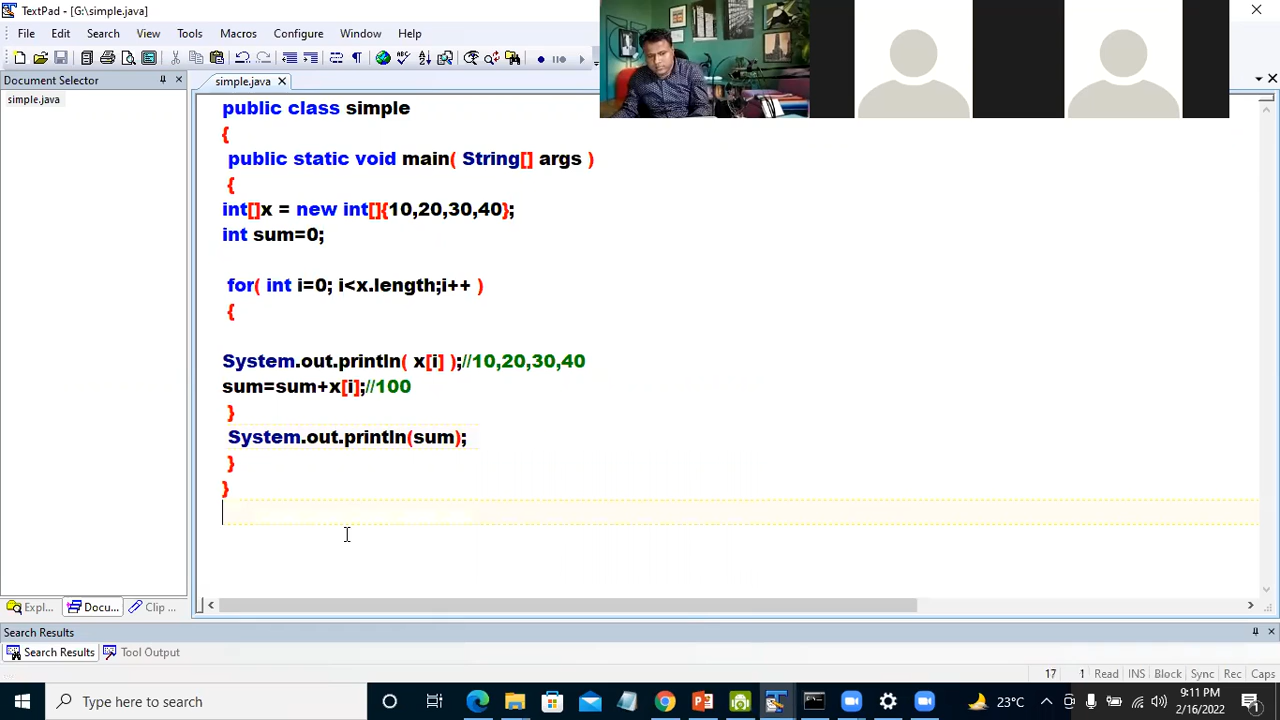 TextPad - [G:\simple.java]
File Edit Search View Tools Macros Configure Window Help
Document Selector
simple.java
simple.java
public class simple
{
public static void main( String[] args )
{
int[]x = new int[]{10,20,30,40};
int sum=0;
for( int i=0; i<x.length;i++ )
{
System.out.println( x[i] );//10,20,30,40
sum=sum+x[i];//100
}
System.out.println(sum);
}
}
Expl... Docu... Clip ...
Search Results
Search Results Tool Output
17 1 Read INS Block Sync Rec Caps
Type here to search
23°C
9:11 PM
2/16/2022
1